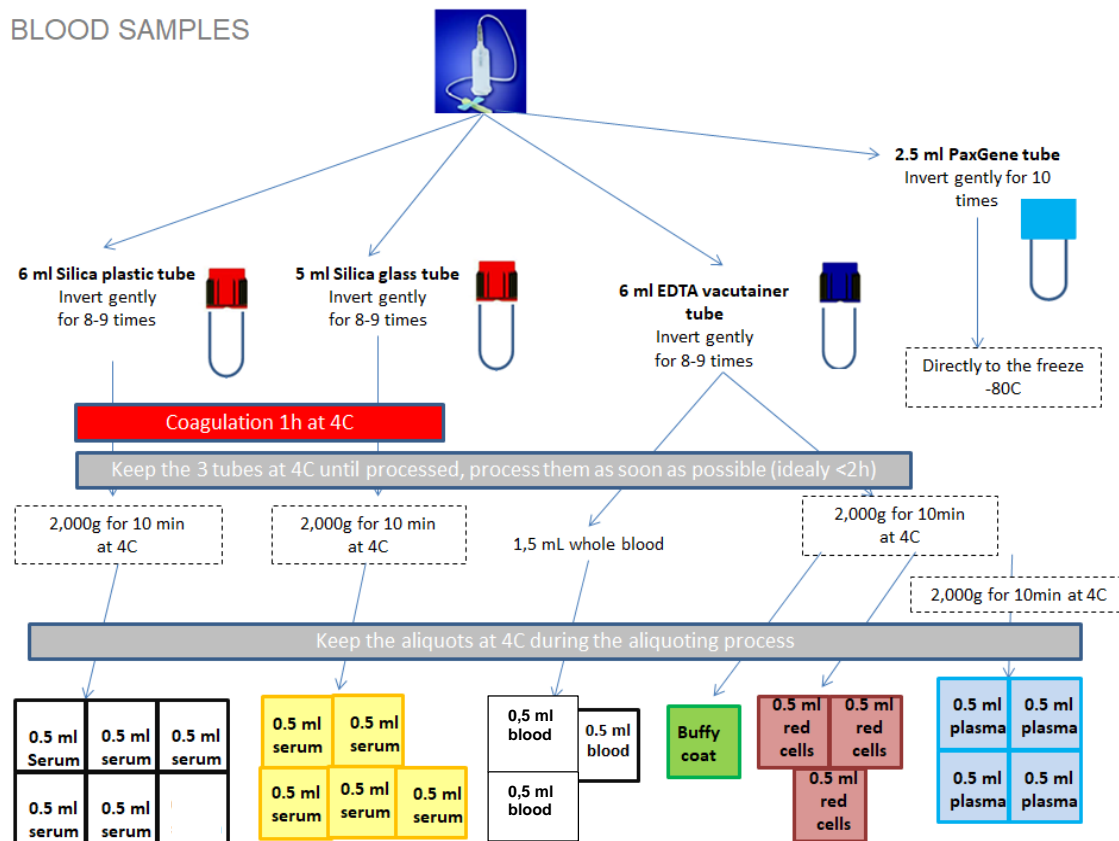 BLOOD SAMPLES
2.5 ml PaxGene tube
Invert gently for 10
times
6 ml Silica plastic tube
Invert gently
for 8-9 times
5 ml Silica glass tube
Invert gently
for 8-9 times
6 ml EDTA vacutainer
tube
Invert gently
for 8-9 times
Directly to the freeze
-80C
Coagulation 1h at 4C
Keep the 3 tubes at 4C until processed, process them as soon as possible (idealy <2h)
2,000g for 10 min
at 4C
2,000g for 10 min
at 4C
1,5 mL whole blood
2,000g for 10min
at 4C
2,000g for 10min at 4C
Keep the aliquots at 4C during the aliquoting process
0.5 ml
Serum
0.5 ml
serum
0.5 ml
serum
0.5 ml
serum
0.5 ml
serum
0.5 ml
serum
0.5 ml
serum
0.5 ml
serum
0.5 ml
serum
0.5 ml
serum
0,5 ml
blood
0.5 ml
blood
0,5 ml
blood
Buffy
coat
0.5 ml
red
cells
0.5 ml
red
cells
0.5 ml
red
cells
0.5 ml
plasma
0.5 ml
plasma
0.5 ml
plasma
0.5 ml
plasma